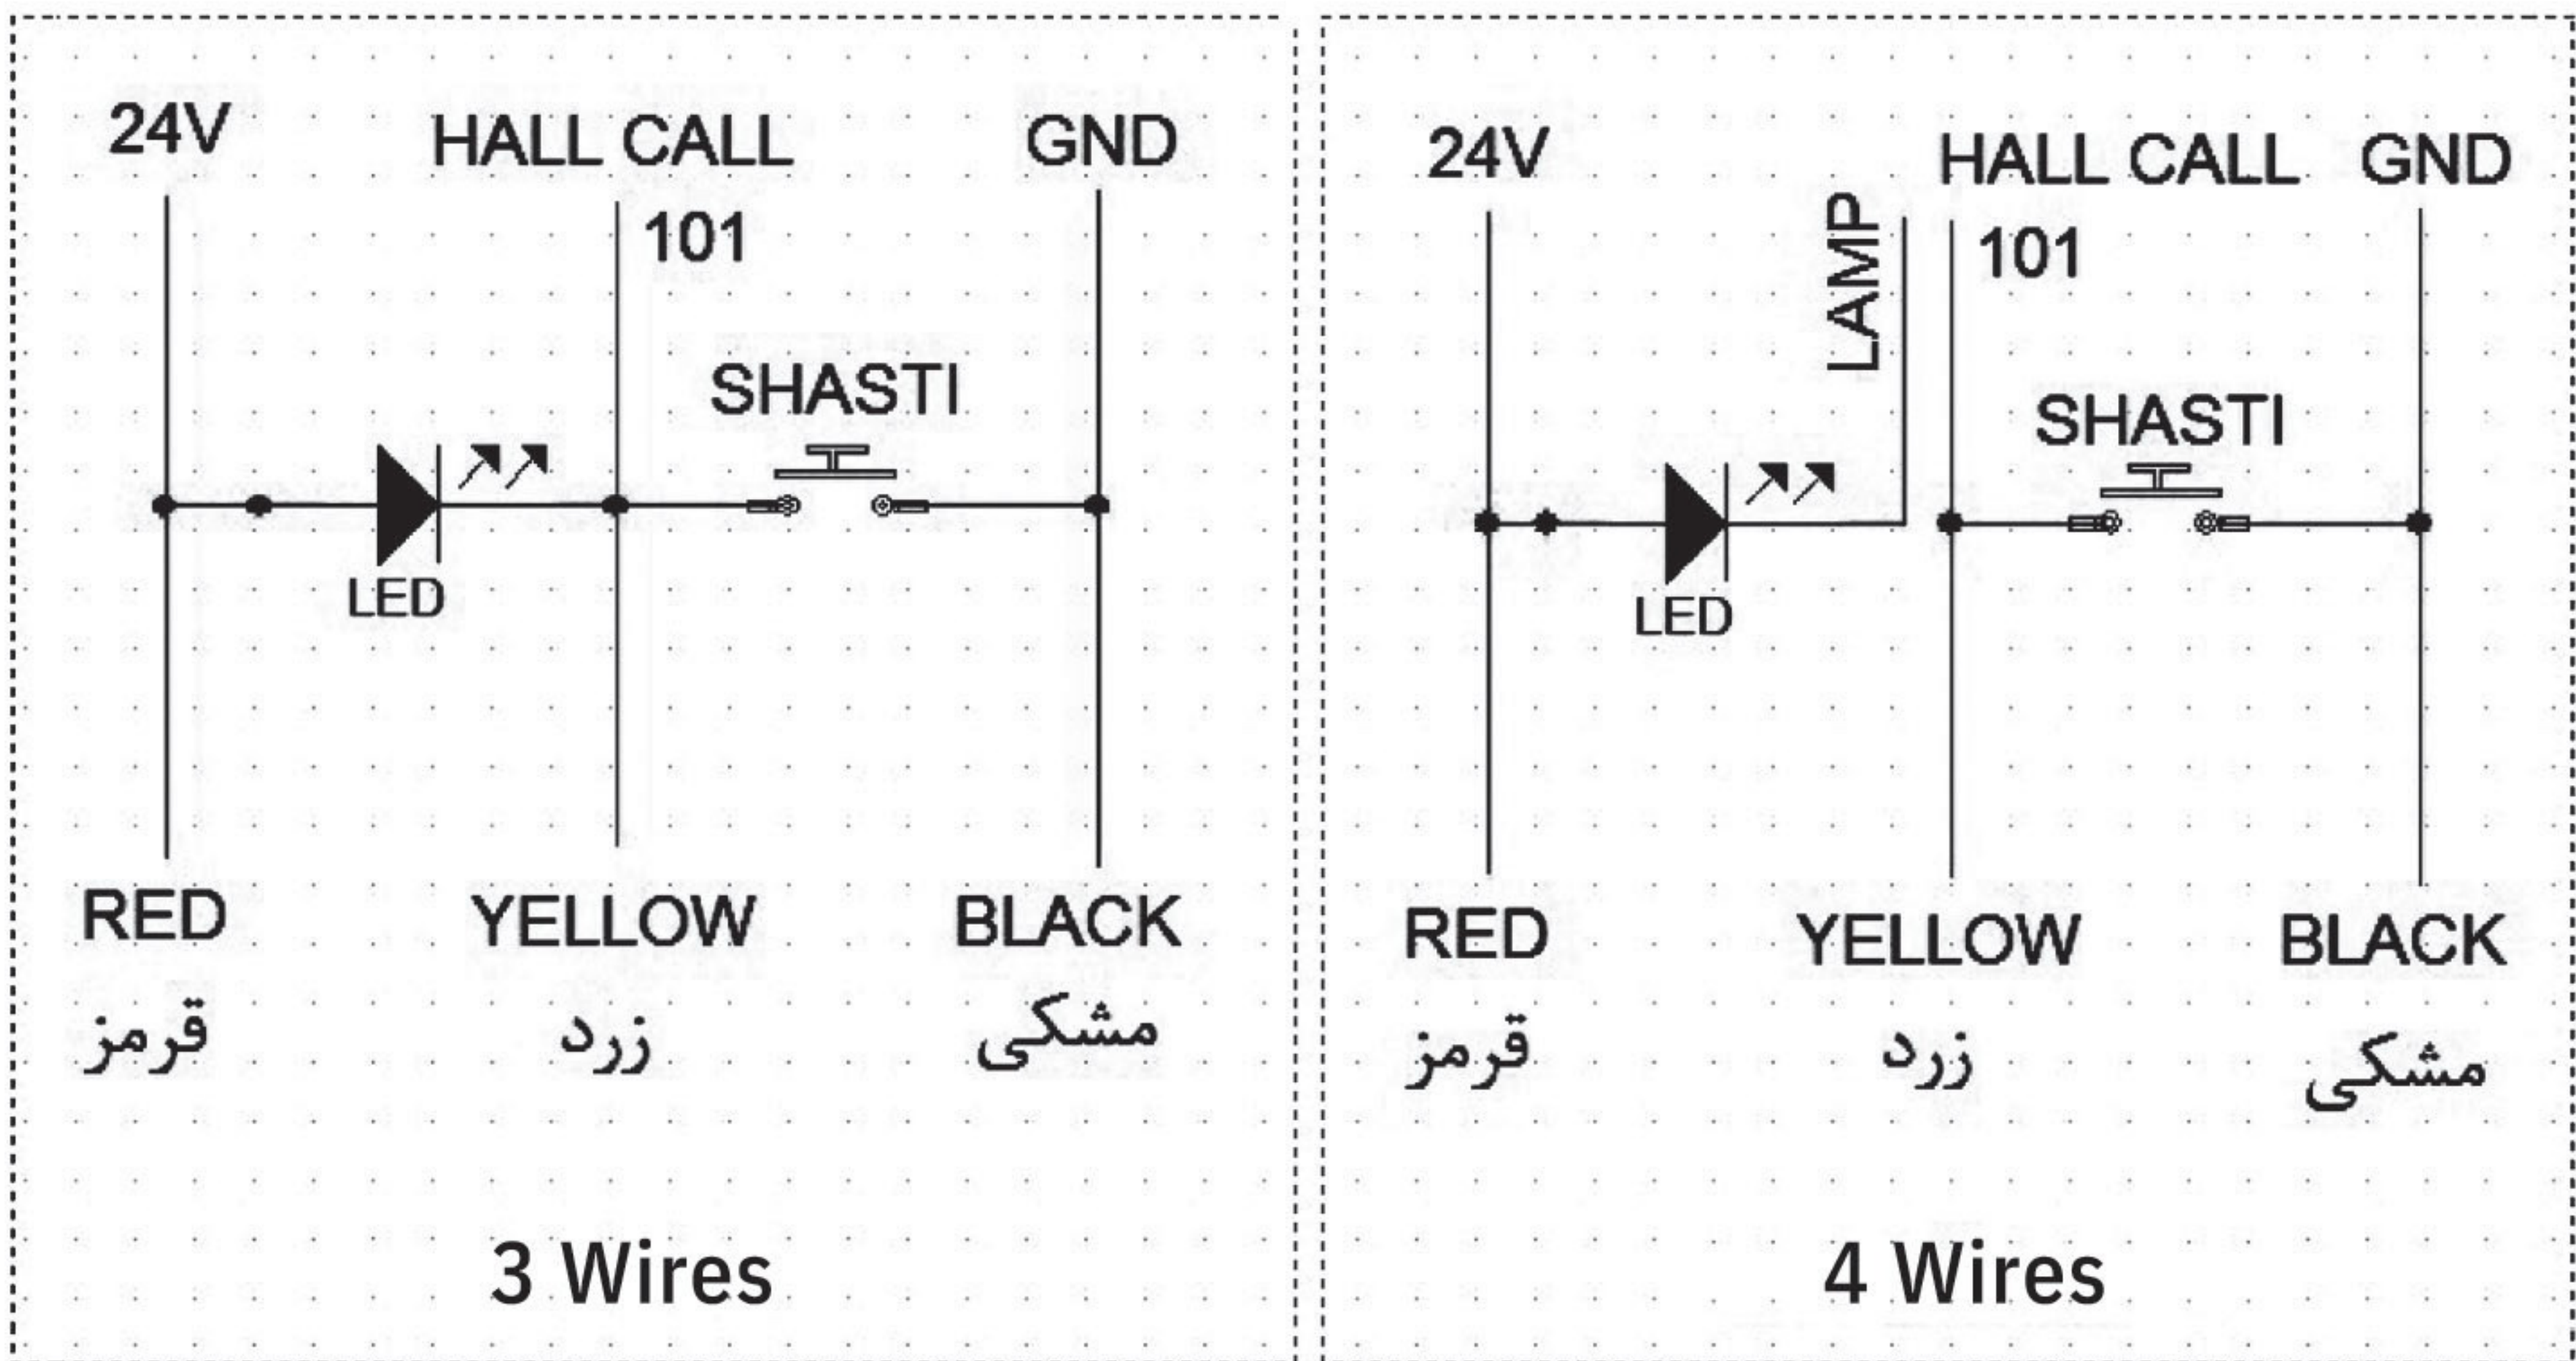 24V HALL CALL GND
101
SHASTI
LED
RED YELLOW BLACK
قرمز زرد مشکی
3 Wires
24V LAMP HALL CALL GND
101
SHASTI
LED
RED YELLOW BLACK
قرمز زرد مشکی
4 Wires